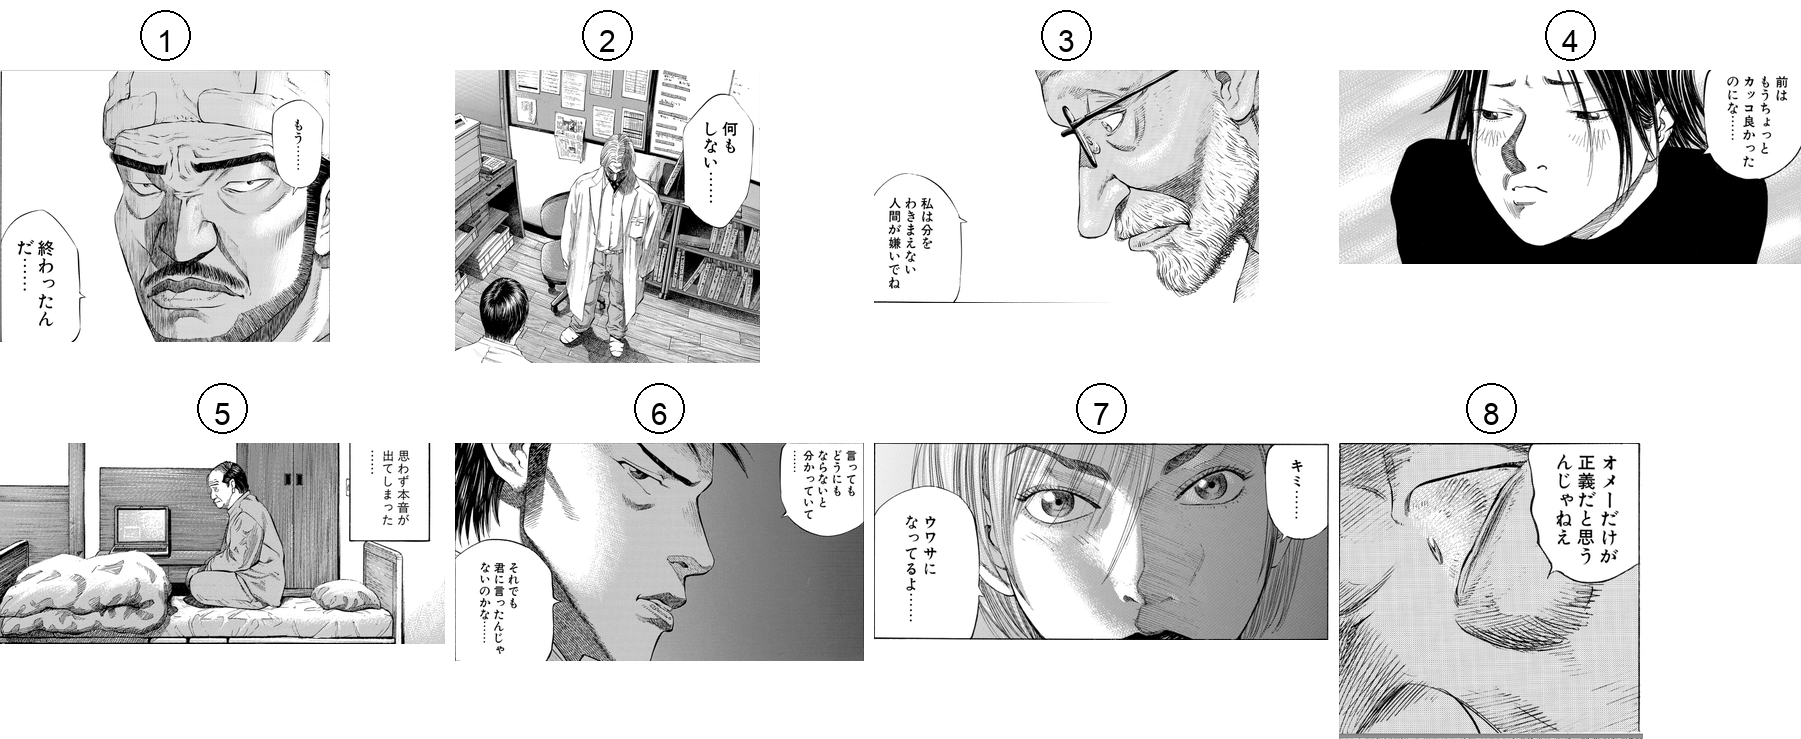 1
もう……
終わったん
だ……
2
何も
しない……
3
私は分を
わきまえない
人間が嫌いでね
4
前は
もうちょっと
カッコ良かった
のにな……
5
思わず本音が
出てしまった
……
6
言っても
どうにも
ならないと
分かっていて
……
それでも
君に言ったんじゃ
ないのかな……
7
キミ……
ウワサに
なってるよ……
8
オメーだけが
正義だと思う
んじゃねえ